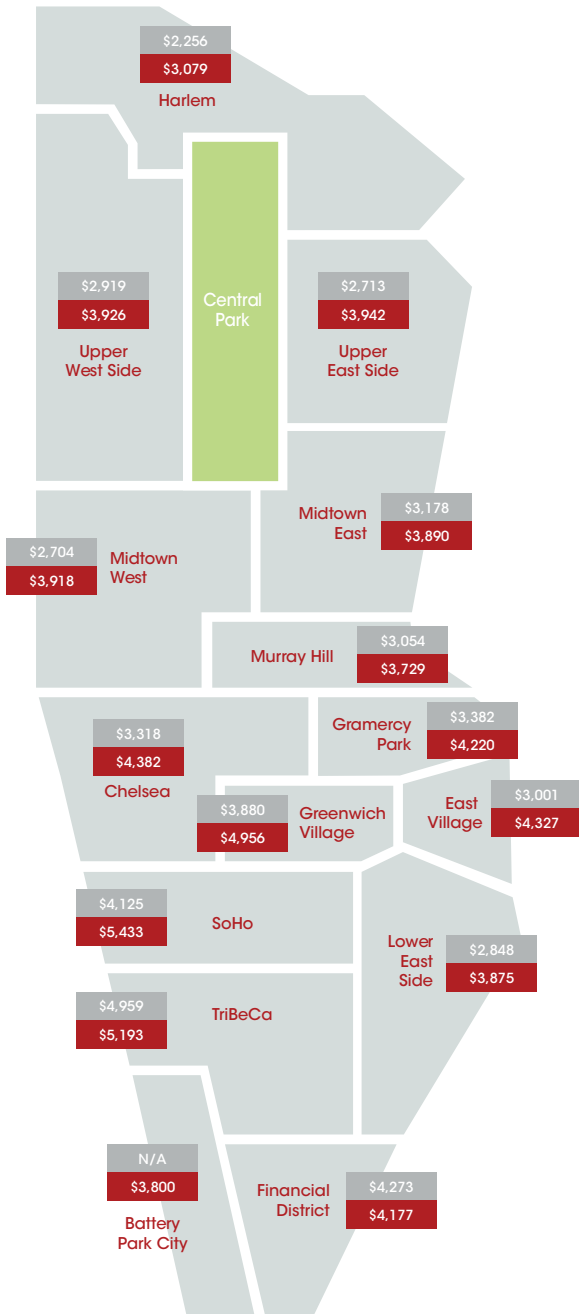 $2,256
$3,079
Harlem
$2,919
$3,926
Upper
West Side
Central
Park
$2,713
$3,942
Upper
East Side
Midtown
East
$3,178
$3,890
$2,704
$3,918
Midtown
West
Murray Hill
$3,054
$3,729
$3,318
$4,382
Chelsea
Gramercy
Park
$3,382
$4,220
$3,880
$4,956
Greenwich
Village
East
Village
$3,001
$4,327
$4,125
$5,433
SoHo
Lower
East
Side
$2,848
$3,875
$4,959
$5,193
TriBeCa
N/A
$3,800
Battery
Park City
Financial
District
$4,273
$4,177